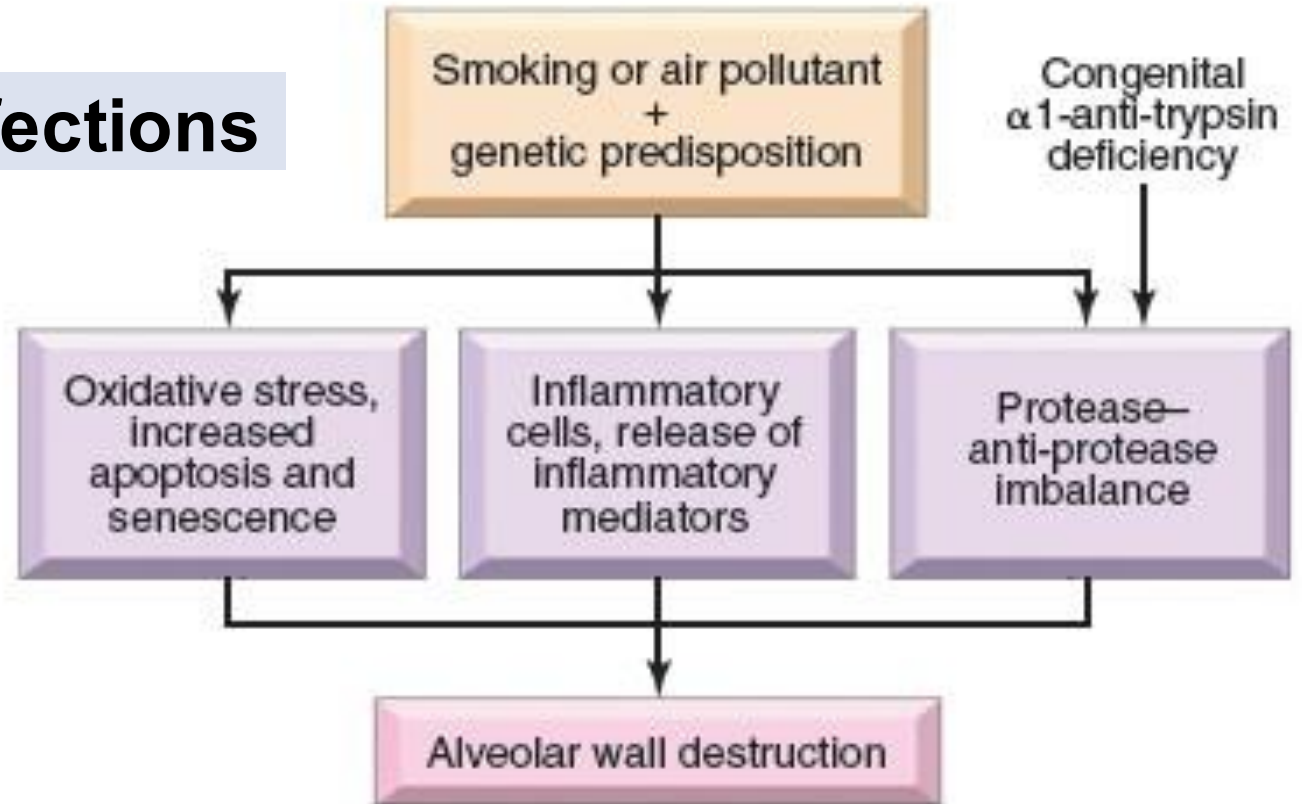 Smoking or air pollutant
+
genetic predisposition
Congenital
α1-anti-trypsin
deficiency
Oxidative stress,
increased
apoptosis and
senescence
Inflammatory
cells, release of
inflammatory
mediators
Protease–
anti-protease
imbalance
Alveolar wall destruction